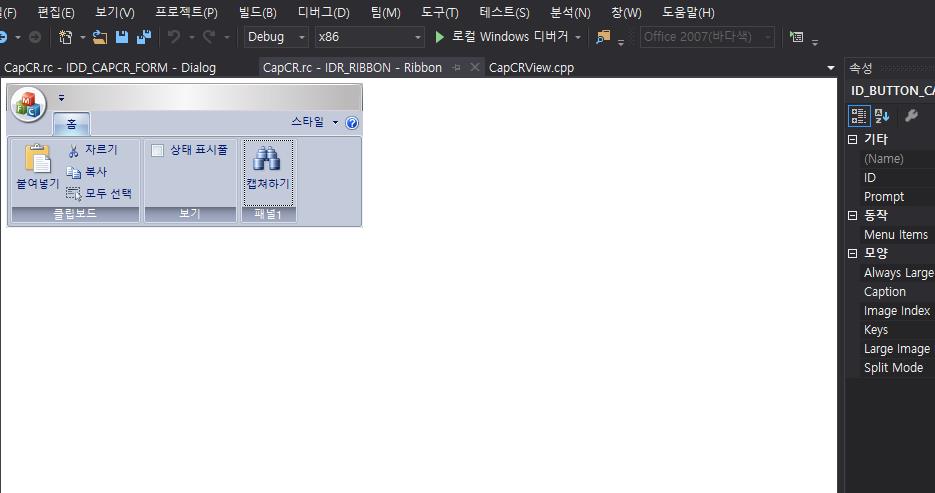 (F) 편집(E) 보기(V) 프로젝트(P) 빌드(B) 디버그(D) 팀(M) 도구(T) 테스트(S) 분석(N) 창(W) 도움말(H)
Debug x86 로컬 Windows 디버거 Office 2007(바다색)
CapCR.rc - IDD_CAPCR_FORM - Dialog CapCR.rc - IDR_RIBBON - Ribbon CapCRView.cpp
속성
ID_BUTTON_CA
홈 스타일
기타
(Name)
ID
Prompt
동작
Menu Items
모양
Always Large
Caption
Image Index
Keys
Large Image
Split Mode
붙여넣기
자르기
복사
모두 선택
클립보드
상태 표시줄
보기
캡쳐하기
패널1